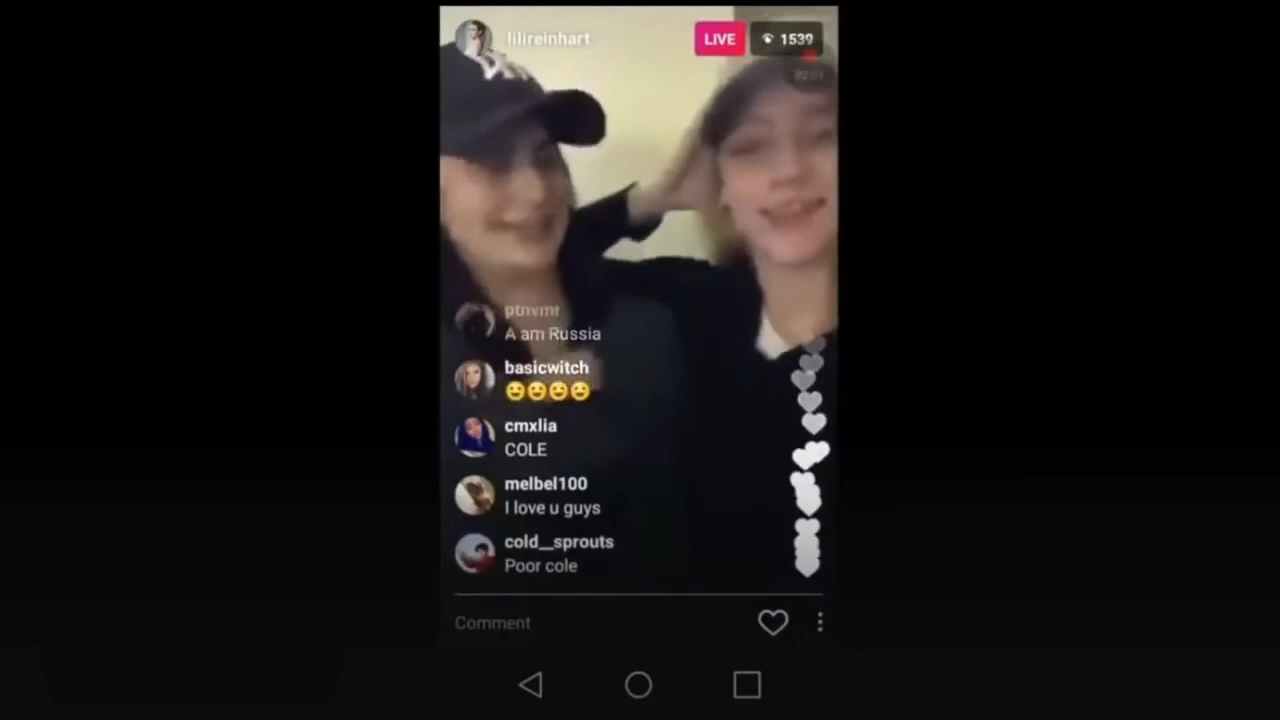 lilireinhart
LIVE
1539
A am Russia
basicwitch
cmxlia
COLE
melbel100
I love u guys
cold__sprouts
Poor cole
Comment